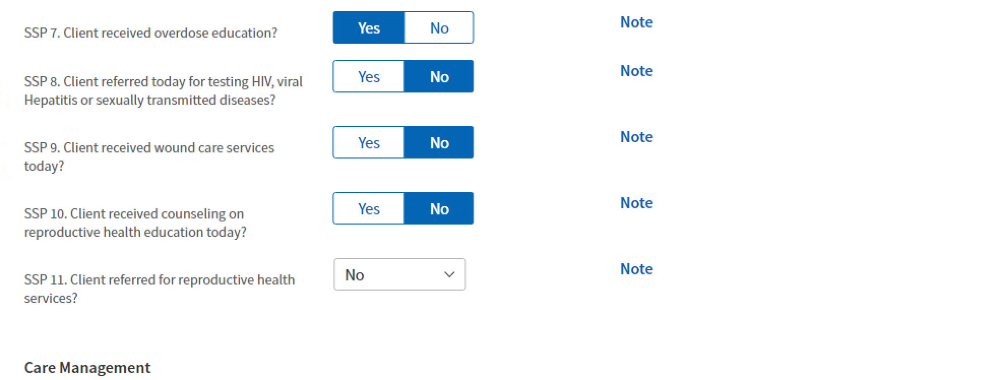 SSP 7. Client received overdose education?
Yes No
Note
SSP 8. Client referred today for testing HIV, viral
Hepatitis or sexually transmitted diseases?
Yes No
Note
SSP 9. Client received wound care services
today?
Yes No
Note
SSP 10. Client received counseling on
reproductive health education today?
Yes No
Note
SSP 11. Client referred for reproductive health
services?
No
Note
Care Management